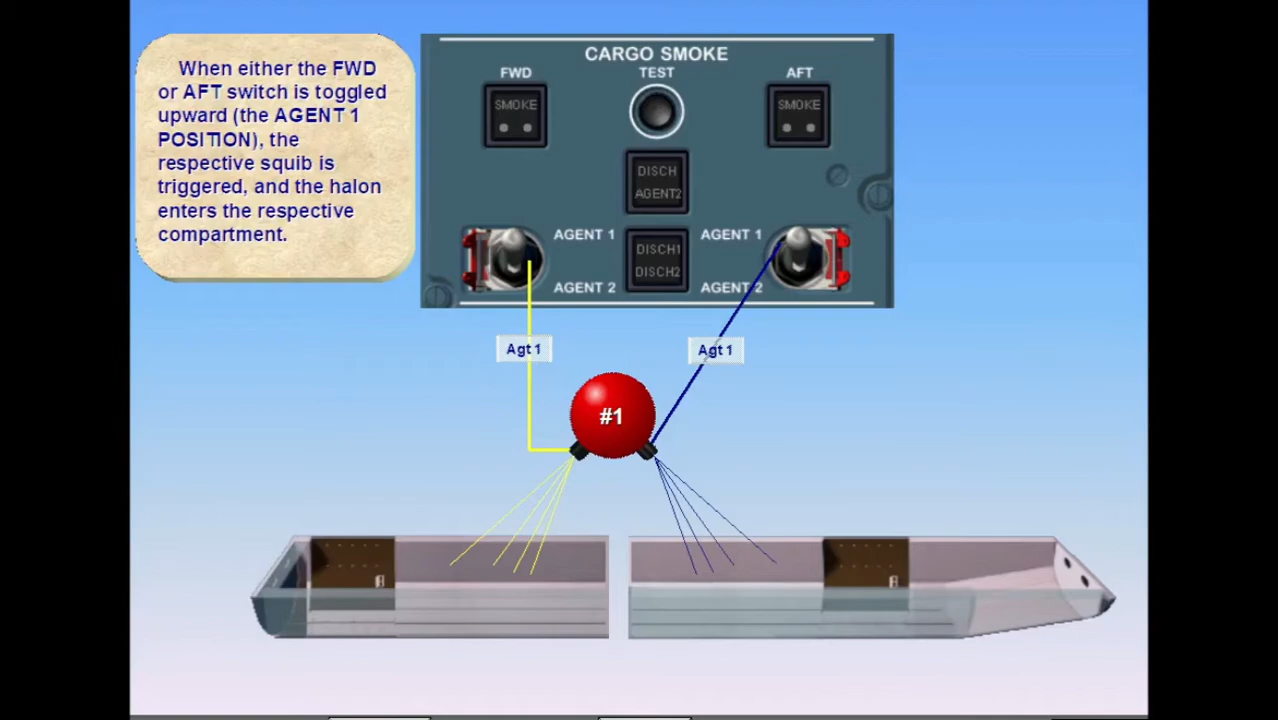 When either the FWD
or AFT switch is toggled
upward (the AGENT 1
POSITION), the
respective squib is
triggered, and the halon
enters the respective
compartment.
CARGO SMOKE
FWD
TEST
AFT
SMOKE
SMOKE
DISCH
AGENT2
AGENT 1
DISCH1
AGENT 1
DISCH2
AGENT 2
AGENT 2
Agt 1
Agt 1
#1